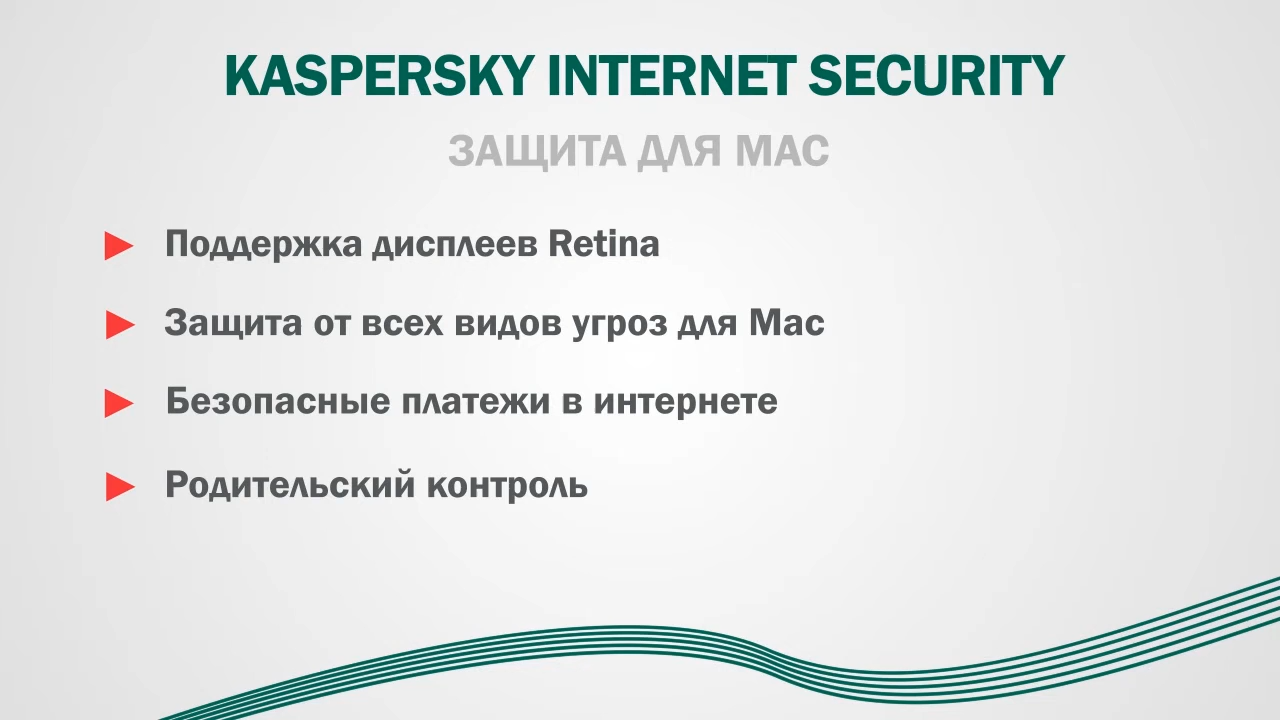 KASPERSKY INTERNET SECURITY
ЗАЩИТА ДЛЯ MAC
Поддержка дисплеев Retina
Защита от всех видов угроз для Mac
Безопасные платежи в интернете
Родительский контроль